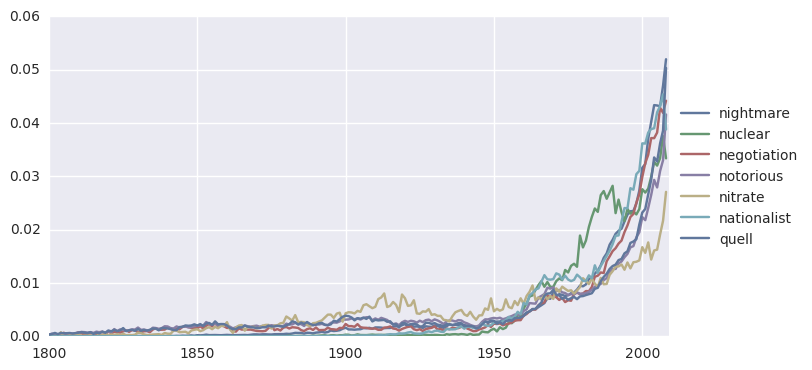 0.06
0.05
0.04
0.03
0.02
0.01
0.00
1800 1850 1900 1950 2000
nightmare
nuclear
negotiation
notorious
nitrate
nationalist
quell